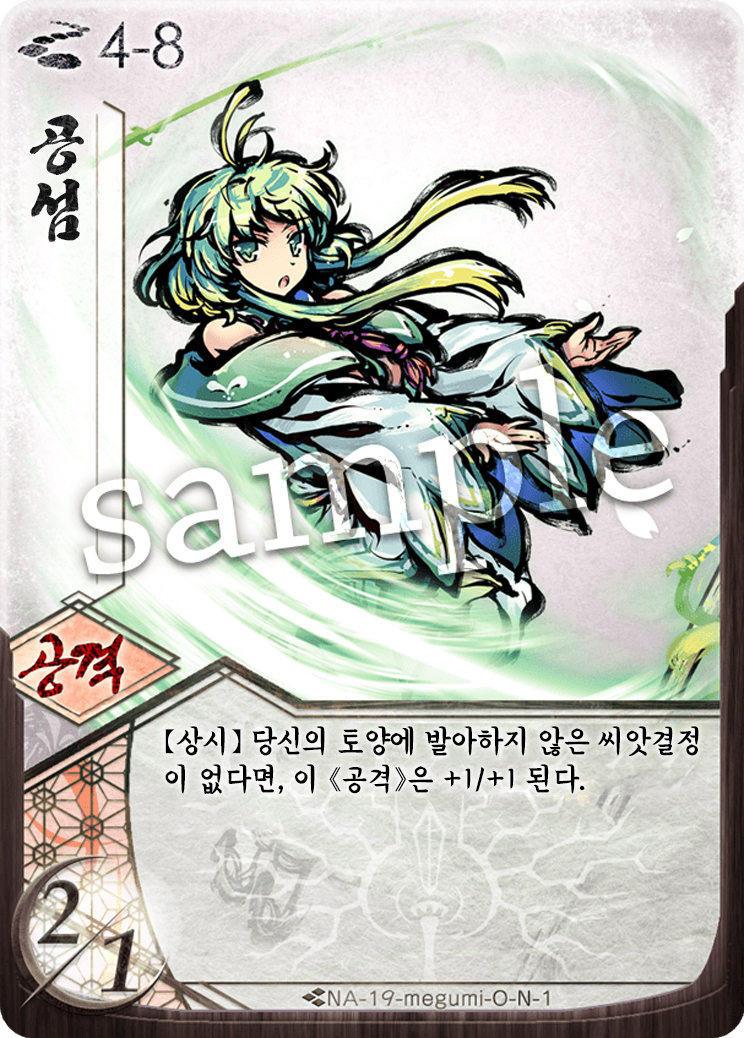 4-8
공섬
sample
공격
【상시】 당신의 토양에 발아하지 않은 씨앗결정
이 없다면, 이 《공격》은 +1/+1 된다.
2/1
NA-19-megumi-O-N-1